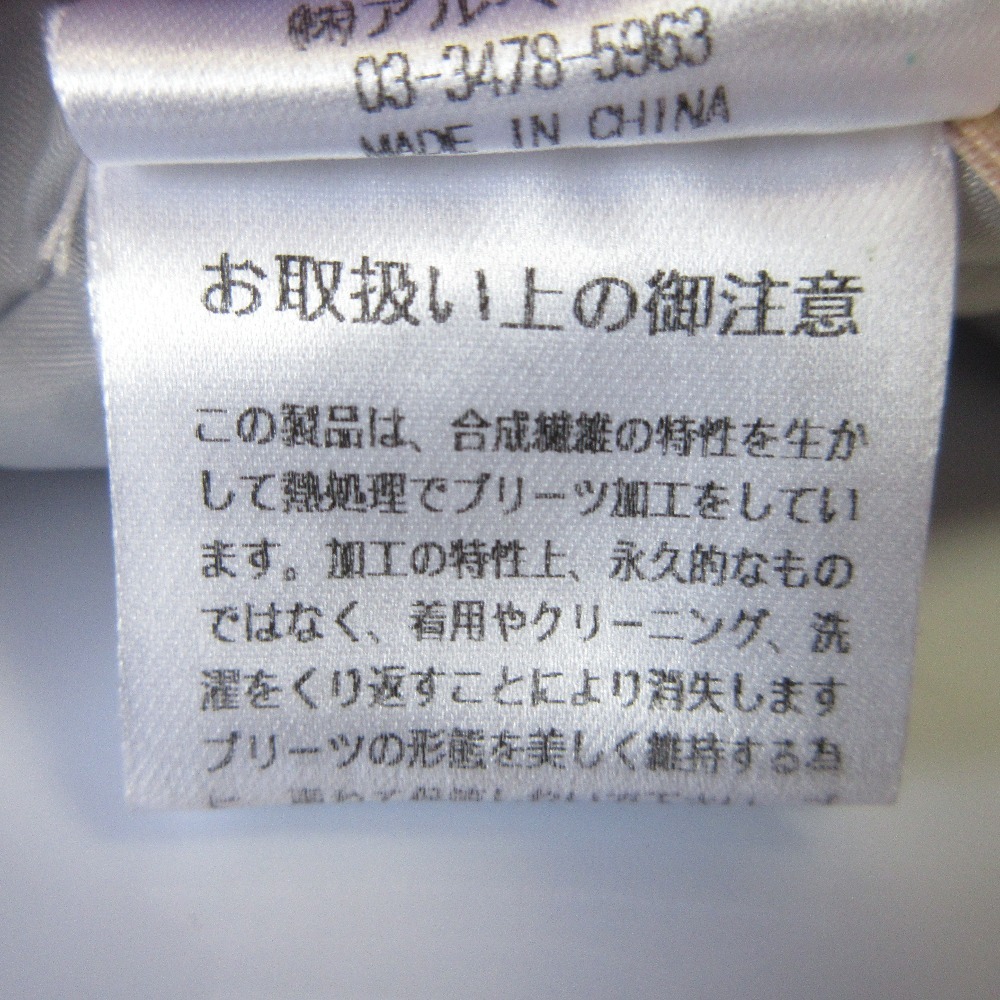 ㈱アルス
03-3478-5963
MADE IN CHINA
お取扱い上の御注意
この製品は、合成繊維の特性を生か
して熱処理でプリーツ加工をしてい
ます。加工の特性上、永久的なもの
ではなく、着用やクリーニング、洗
濯をくり返すことにより消失します
プリーツの形態を美しく維持する為